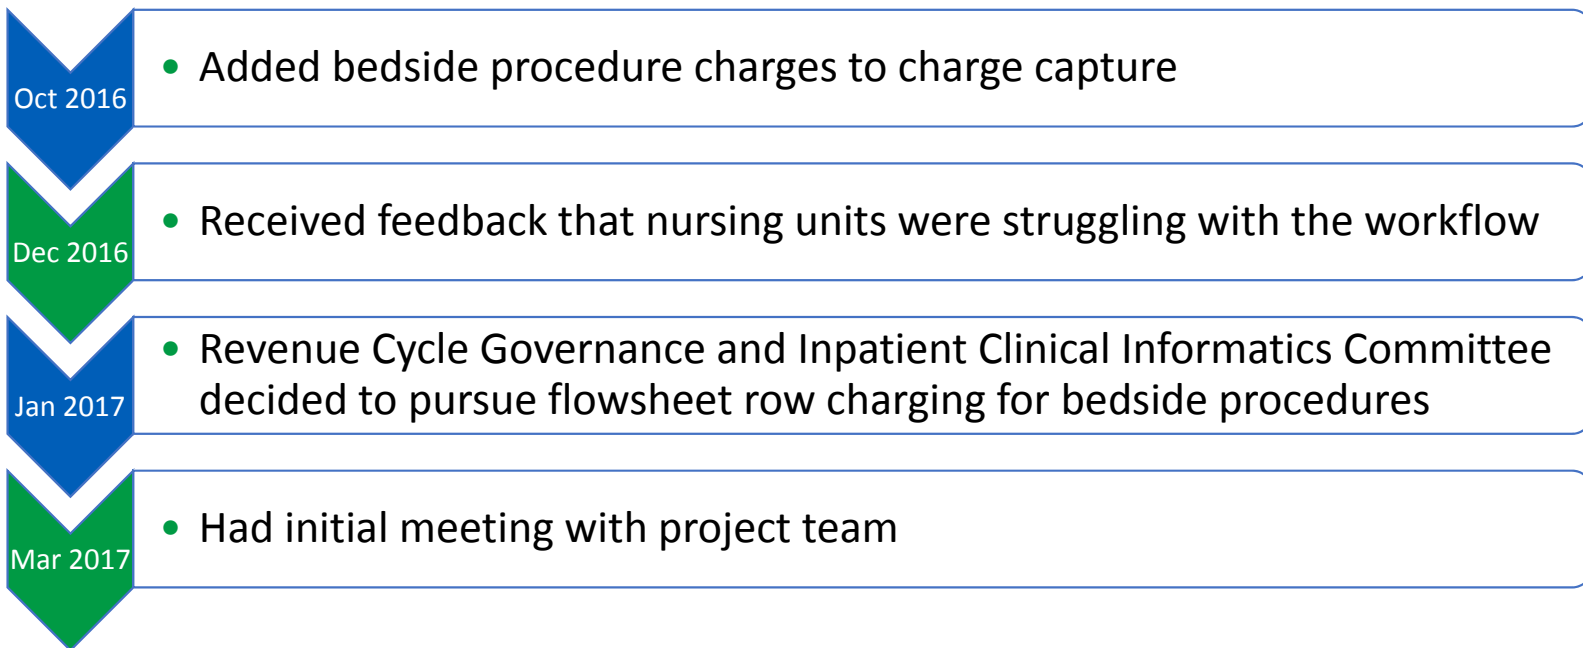 Oct 2016
• Added bedside procedure charges to charge capture
Dec 2016
• Received feedback that nursing units were struggling with the workflow
Jan 2017
• Revenue Cycle Governance and Inpatient Clinical Informatics Committee
decided to pursue flowsheet row charging for bedside procedures
Mar 2017
• Had initial meeting with project team